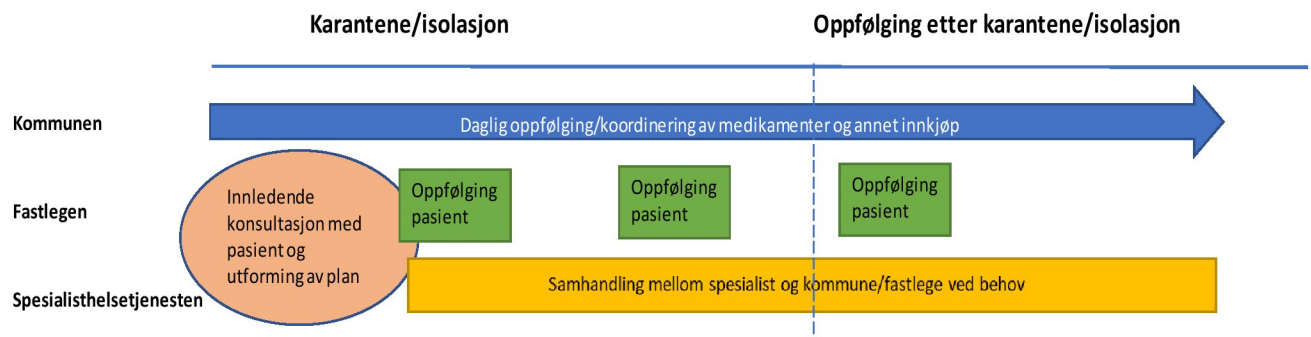 Karantene/isolasjon
Oppfølging etter karantene/isolasjon
Kommunen
Daglig oppfølging/koordinering av medikamenter og annet innkjøp
Fastlegen
Innledende
konsultasjon med
pasient og
utforming av plan
Oppfølging
pasient
Oppfølging
pasient
Oppfølging
pasient
Spesialisthelsetjenesten
Samhandling mellom spesialist og kommune/fastlege ved behov